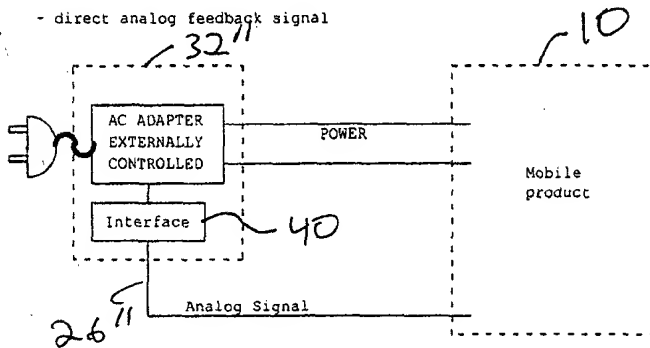 - direct analog feedback signal
32"
10
AC ADAPTER
EXTERNALLY
CONTROLLED
POWER
Mobile
product
Interface
40
26"
Analog Signal